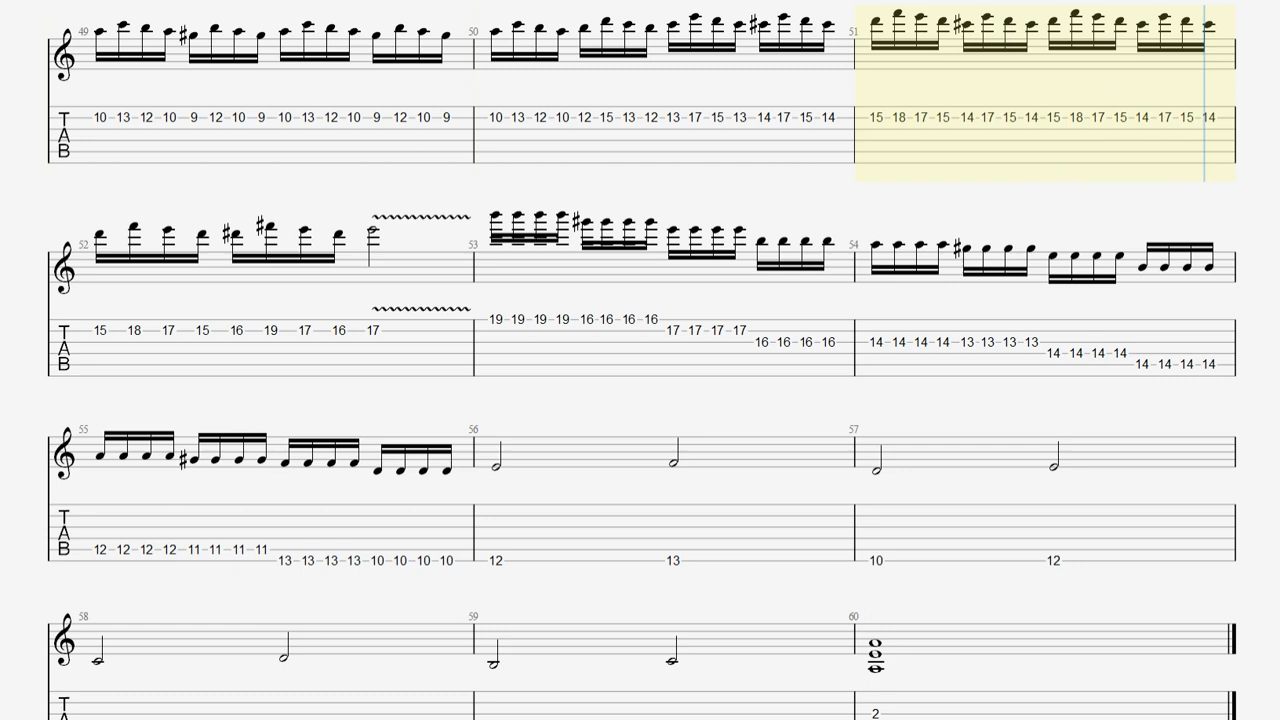 49 50 51
T 10 13 12 10 9 12 10 9 10 13 12 10 9 12 10 9 10 13 12 10 12 15 13 12 13 17 15 13 14 17 15 14 15 18 17 15 14 17 15 14 15 18 17 15 14 17 15 14
A
B
52 53 54
19 19 19 19 16 16 16 16
T 15 18 17 15 16 19 17 16 17 17 17 17 17
16 16 16 16 14 14 14 14 13 13 13 13
A 14 14 14 14
B 14 14 14 14
55 56 57
T
A
B 12 12 12 12 11 11 11 11
13 13 13 13 10 10 10 10 12 13 10 12
58 59 60
T
A 2